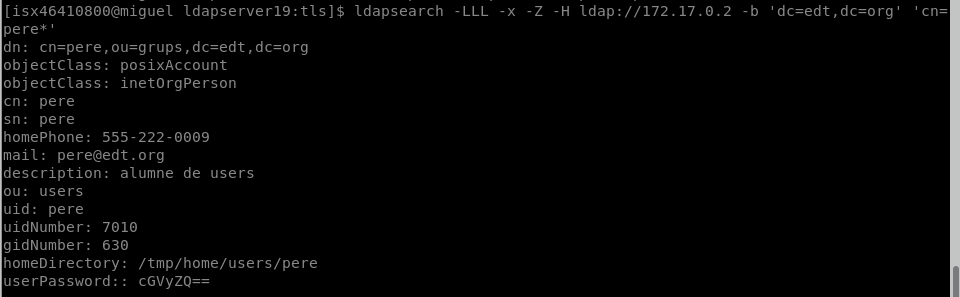 [isx46410800@miguel ldapserver19:tls]$ ldapsearch -LLL -x -Z -H ldap://172.17.0.2 -b 'dc=edt,dc=org' 'cn=
pere*'
dn: cn=pere,ou=grups,dc=edt,dc=org
objectClass: posixAccount
objectClass: inetOrgPerson
cn: pere
sn: pere
homePhone: 555-222-0009
mail: pere@edt.org
description: alumne de users
ou: users
uid: pere
uidNumber: 7010
gidNumber: 630
homeDirectory: /tmp/home/users/pere
userPassword:: cGVyZQ==